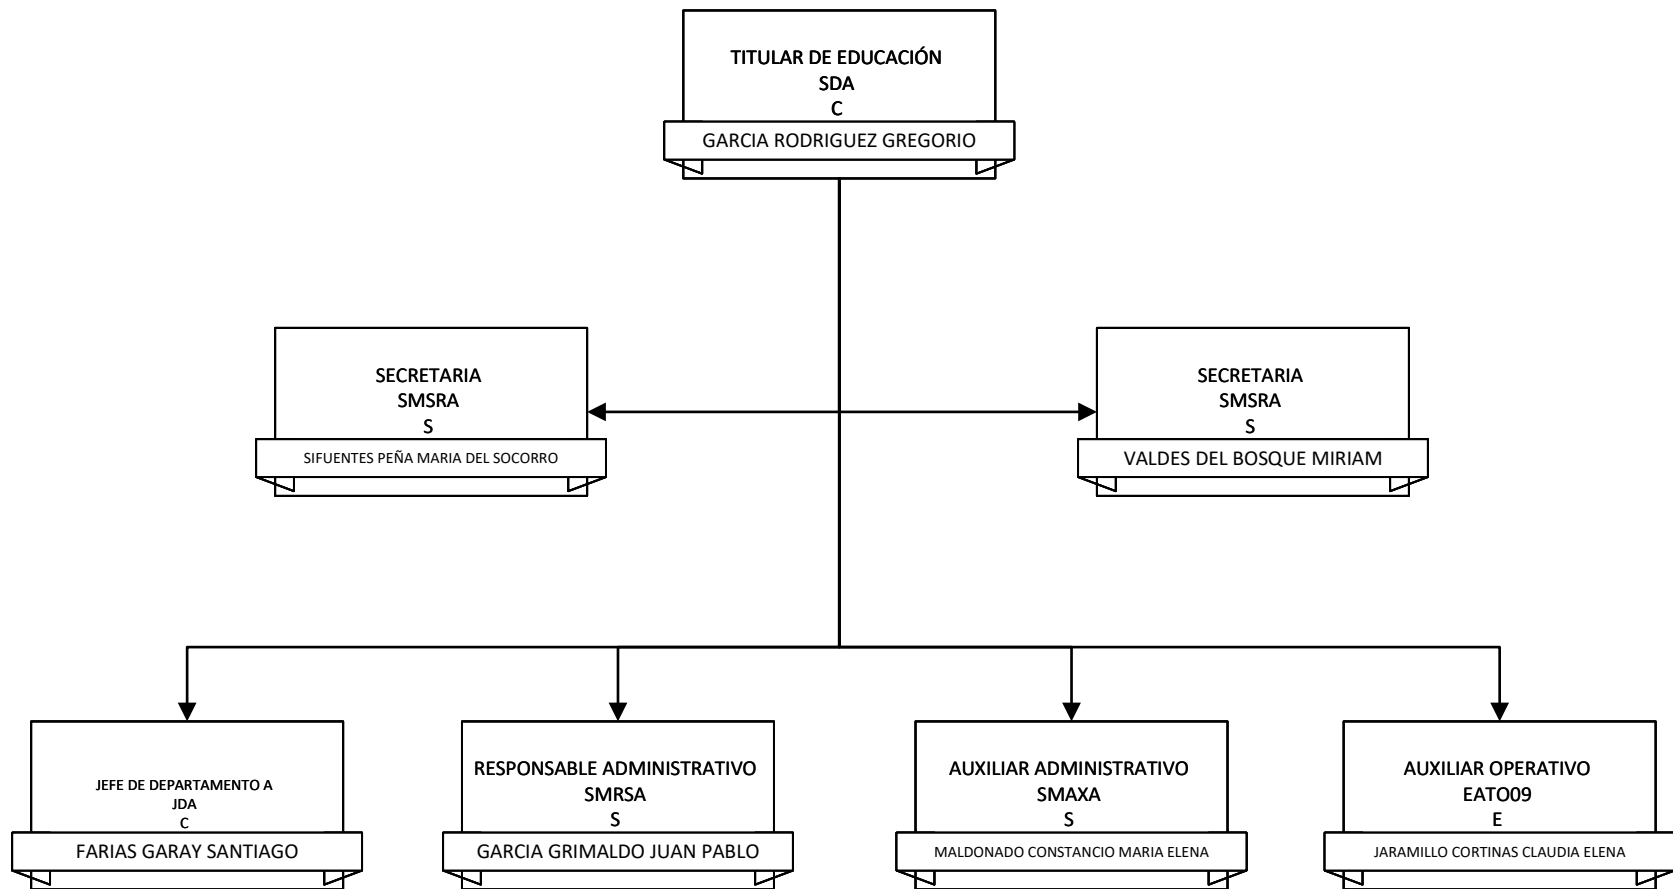 TITULAR DE EDUCACIÓN
SDA
C
GARCIA RODRIGUEZ GREGORIO
SECRETARIA
SMSRA
S
SIFUENTES PEÑA MARIA DEL SOCORRO
SECRETARIA
SMSRA
S
VALDES DEL BOSQUE MIRIAM
JEFE DE DEPARTAMENTO A
JDA
C
FARIAS GARAY SANTIAGO
RESPONSABLE ADMINISTRATIVO
SMRSA
S
GARCIA GRIMALDO JUAN PABLO
AUXILIAR ADMINISTRATIVO
SMAXA
S
MALDONADO CONSTANCIO MARIA ELENA
AUXILIAR OPERATIVO
EATO09
E
JARAMILLO CORTINAS CLAUDIA ELENA